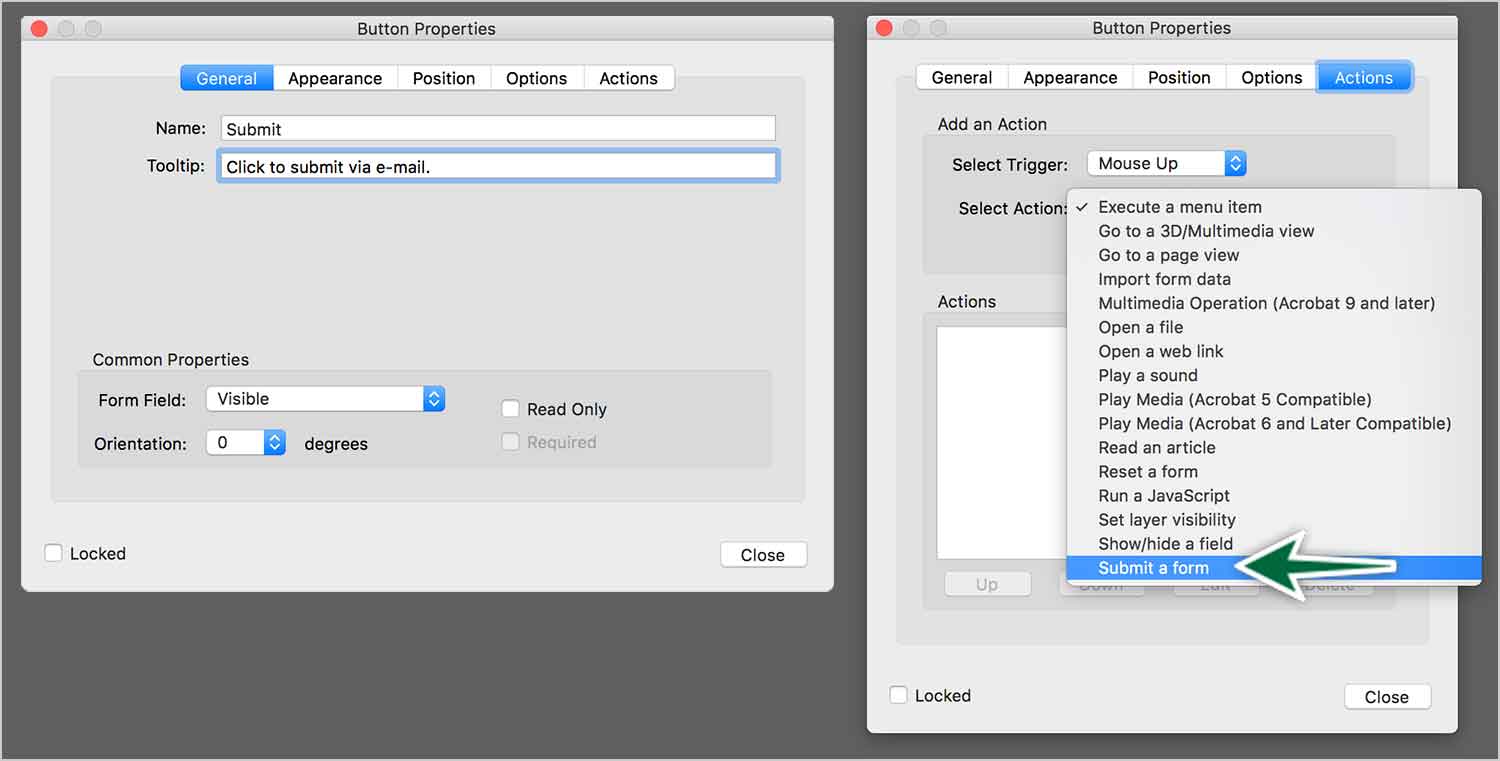 Button Properties
General Appearance Position Options Actions
Name: Submit
Tooltip: Click to submit via e-mail.
Common Properties
Form Field: Visible
Read Only
Orientation: 0 degrees
Required
Locked
Close
Button Properties
General Appearance Position Options Actions
Add an Action
Select Trigger: Mouse Up
Select Action: ✓ Execute a menu item
Go to a 3D/Multimedia view
Go to a page view
Import form data
Actions
Multimedia Operation (Acrobat 9 and later)
Open a file
Open a web link
Play a sound
Play Media (Acrobat 5 Compatible)
Play Media (Acrobat 6 and Later Compatible)
Read an article
Reset a form
Run a JavaScript
Set layer visibility
Show/hide a field
Submit a form
Up Down Edit Delete
Locked
Close